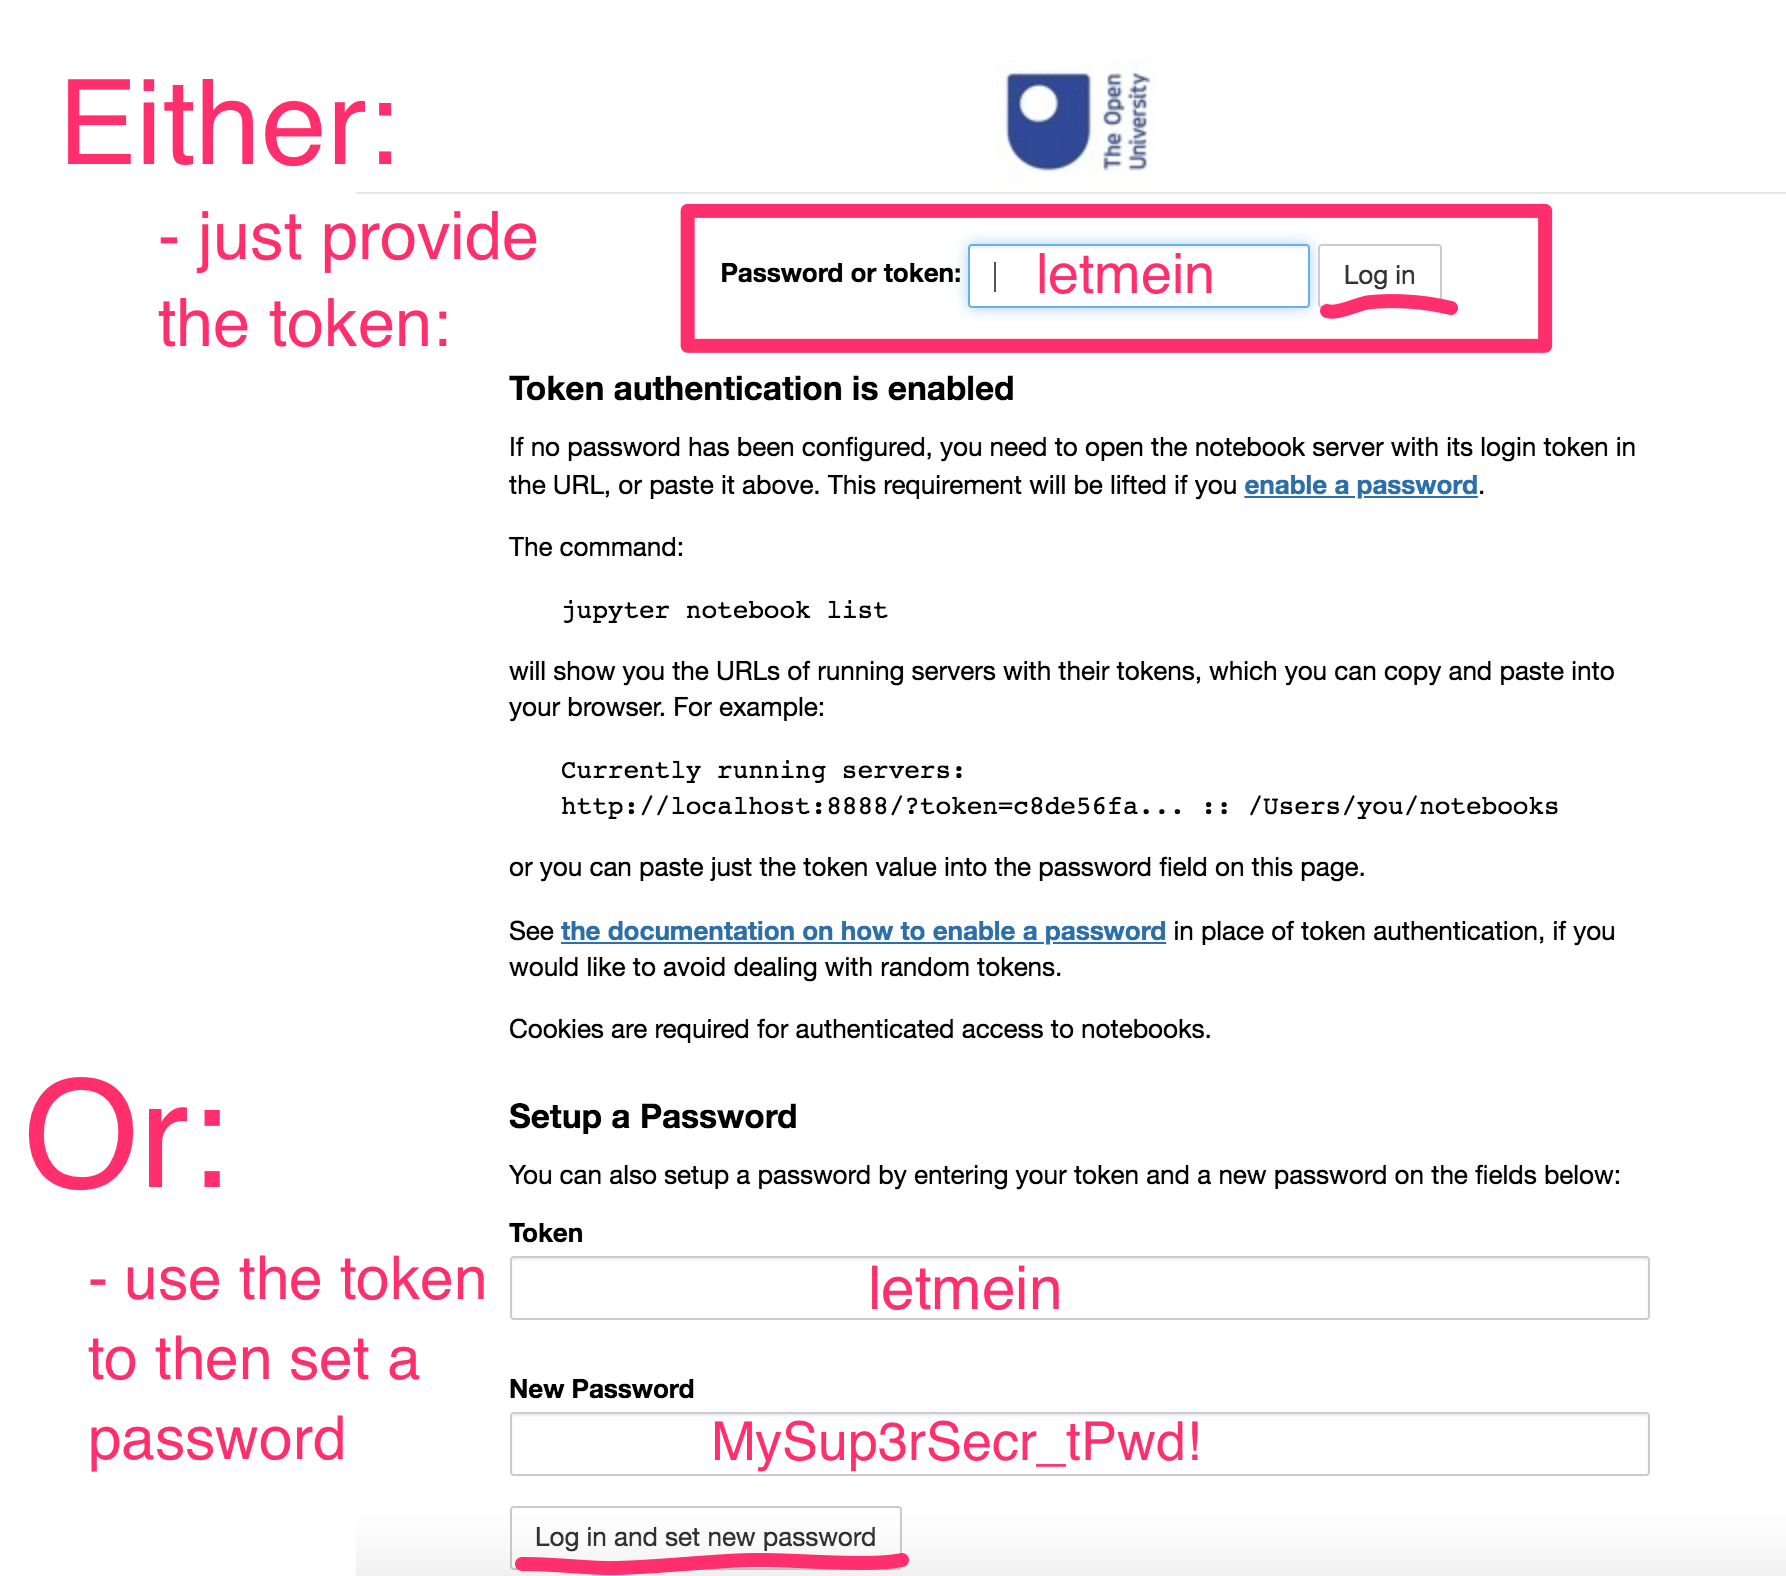 Either:
- just provide
the token:
The Open
University
Password or token: letmein Log in
Token authentication is enabled
If no password has been configured, you need to open the notebook server with its login token in
the URL, or paste it above. This requirement will be lifted if you enable a password.
The command:
jupyter notebook list
will show you the URLs of running servers with their tokens, which you can copy and paste into
your browser. For example:
Currently running servers:
http://localhost:8888/?token=c8de56fa... :: /Users/you/notebooks
or you can paste just the token value into the password field on this page.
See the documentation on how to enable a password in place of token authentication, if you
would like to avoid dealing with random tokens.
Cookies are required for authenticated access to notebooks.
Or:
- use the token
to then set a
password
Setup a Password
You can also setup a password by entering your token and a new password on the fields below:
Token
letmein
New Password
MySup3rSecr_tPwd!
Log in and set new password